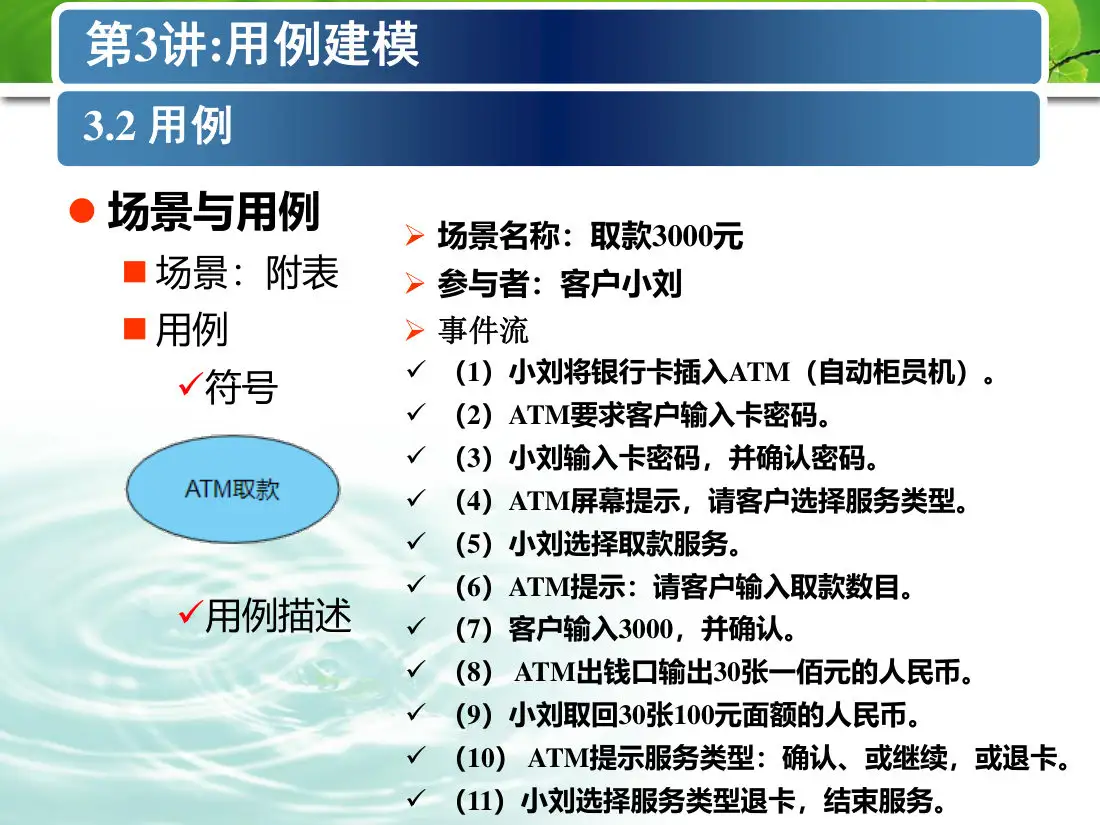 第3讲:用例建模
3.2 用例
场景与用例
场景：附表
用例
符号
ATM取款
用例描述
场景名称：取款3000元
参与者：客户小刘
事件流
（1）小刘将银行卡插入ATM（自动柜员机）。
（2）ATM要求客户输入卡密码。
（3）小刘输入卡密码，并确认密码。
（4）ATM屏幕提示，请客户选择服务类型。
（5）小刘选择取款服务。
（6）ATM提示：请客户输入取款数目。
（7）客户输入3000，并确认。
（8） ATM出钱口输出30张一佰元的人民币。
（9）小刘取回30张100元面额的人民币。
（10） ATM提示服务类型：确认、或继续，或退卡。
（11）小刘选择服务类型退卡，结束服务。